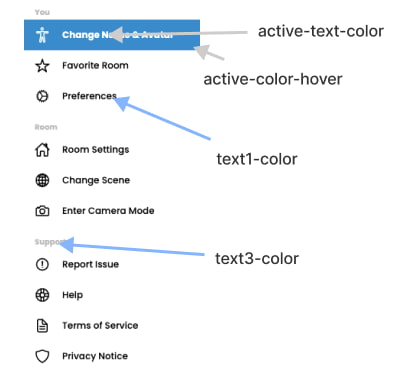 You
Change Name & Avatar
active-text-color
Favorite Room
active-color-hover
Preferences
Room
Room Settings
text1-color
Change Scene
Enter Camera Mode
Support
text3-color
Report Issue
Help
Terms of Service
Privacy Notice